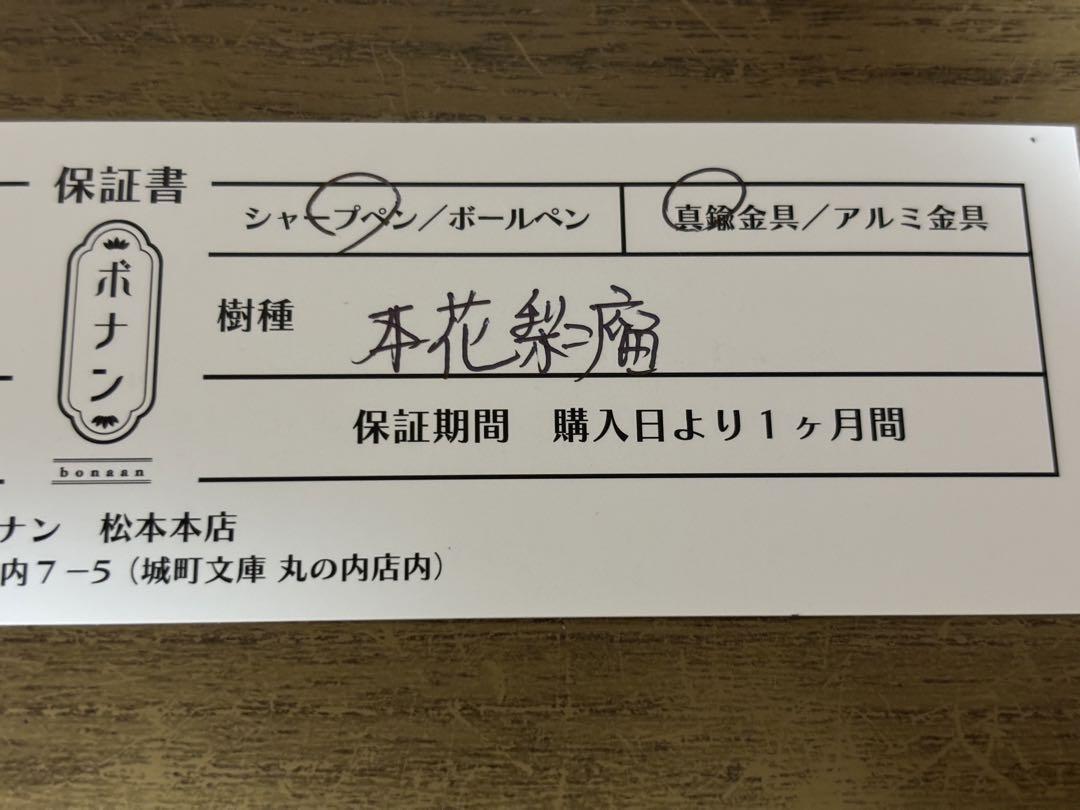 保証書
シャープペン/ボールペン
真鍮金具/アルミ金具
ボナン
bonaan
樹種 本花梨瘤
保証期間 購入日より1ヶ月間
ナン 松本本店
内7-5(城町文庫 丸の内店内)